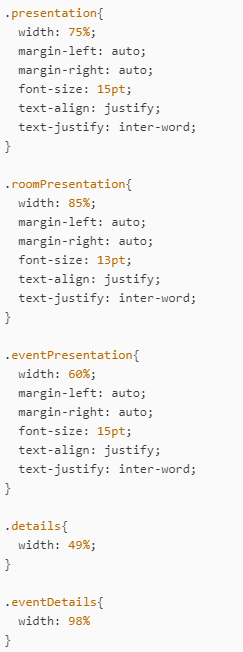 .presentation{
  width: 75%;
  margin-left: auto;
  margin-right: auto;
  font-size: 15pt;
  text-align: justify;
  text-justify: inter-word;
}

.roomPresentation{
  width: 85%;
  margin-left: auto;
  margin-right: auto;
  font-size: 13pt;
  text-align: justify;
  text-justify: inter-word;
}

.eventPresentation{
  width: 60%;
  margin-left: auto;
  margin-right: auto;
  font-size: 15pt;
  text-align: justify;
  text-justify: inter-word;
}

.details{
  width: 49%;
}

.eventDetails{
  width: 98%
}